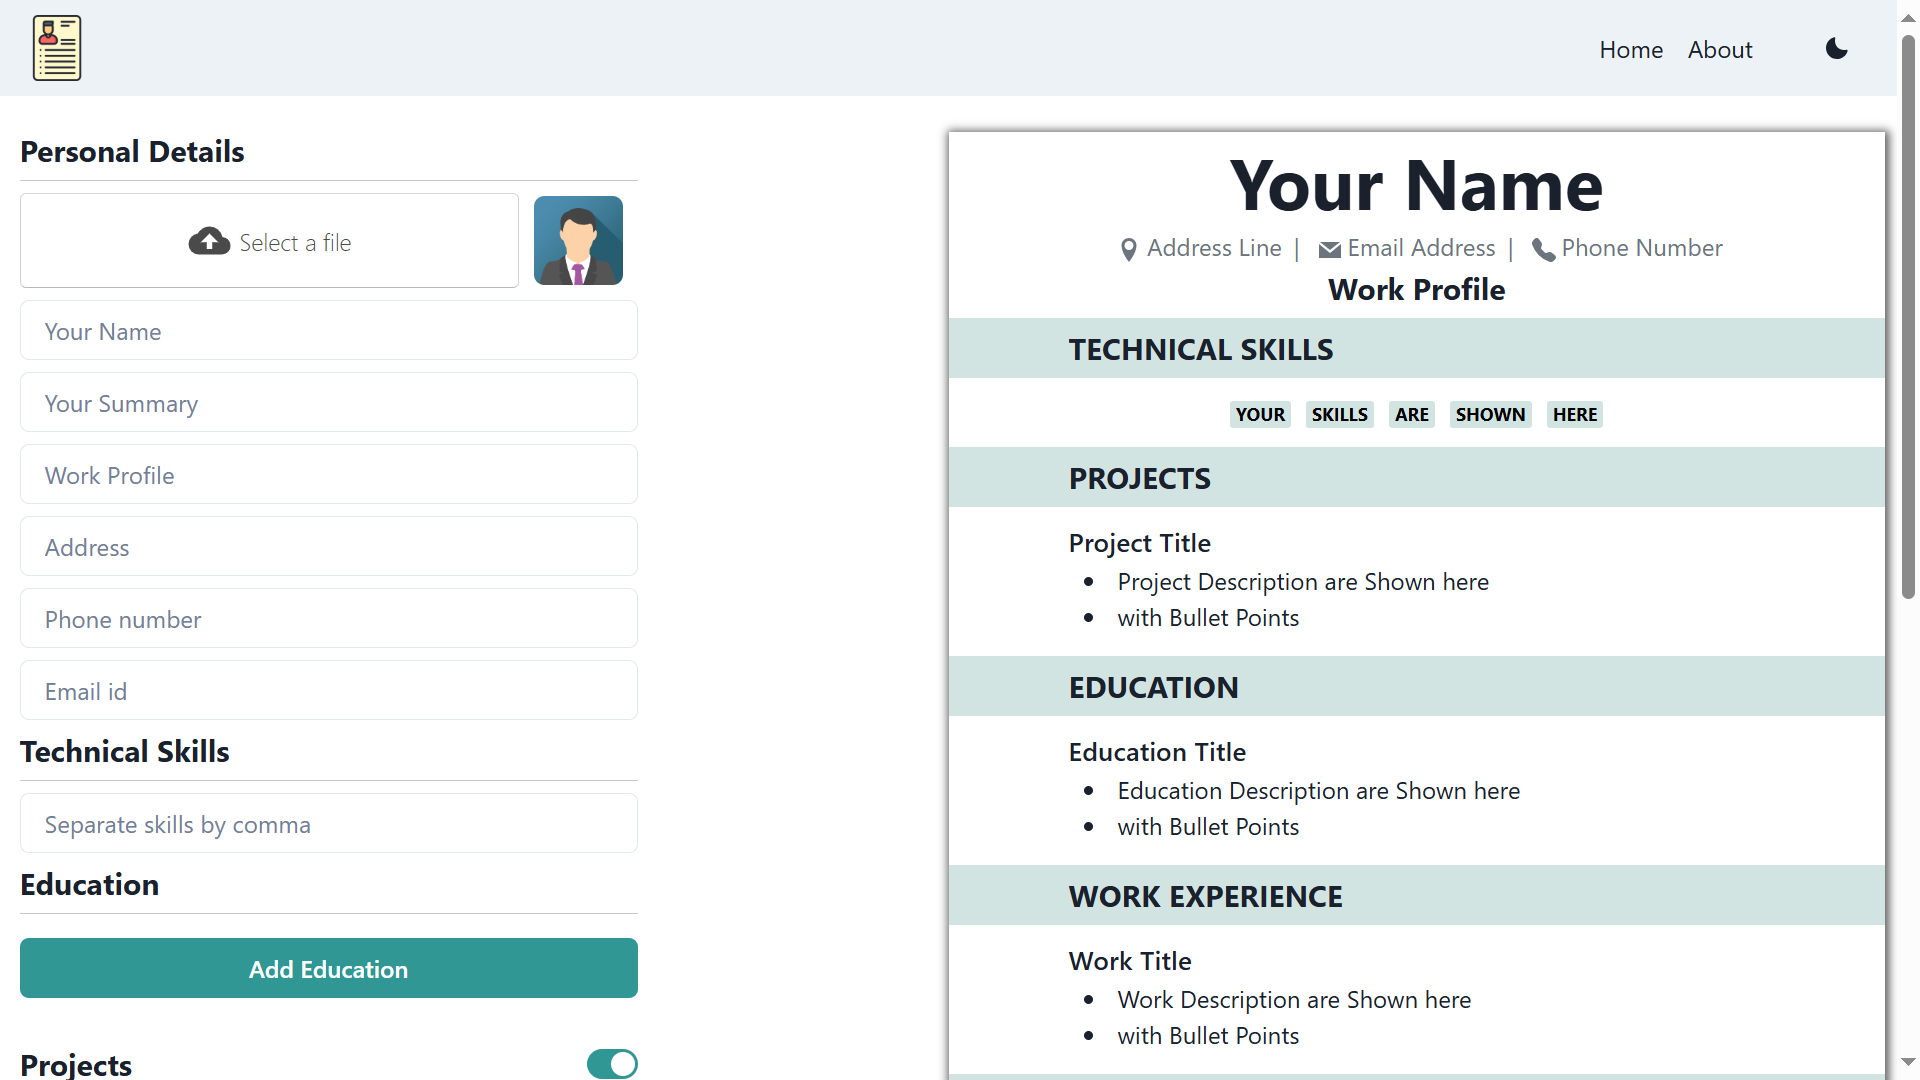 Home About
Personal Details
Select a file
Your Name
Your Summary
Work Profile
Address
Phone number
Email id
Technical Skills
Separate skills by comma
Education
Add Education
Projects
Your Name
Address Line | Email Address | Phone Number
Work Profile
TECHNICAL SKILLS
YOUR SKILLS ARE SHOWN HERE
PROJECTS
Project Title
• Project Description are Shown here
• with Bullet Points
EDUCATION
Education Title
• Education Description are Shown here
• with Bullet Points
WORK EXPERIENCE
Work Title
• Work Description are Shown here
• with Bullet Points